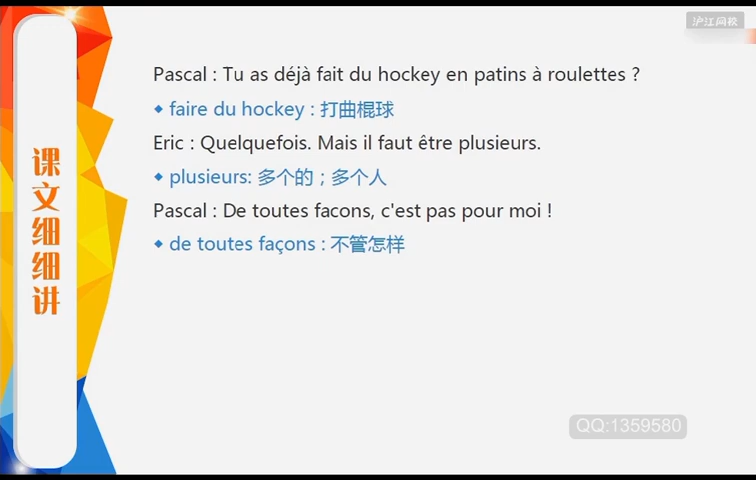 沪江网校
Pascal : Tu as déjà fait du hockey en patins à roulettes ?
◆ faire du hockey : 打曲棍球
Eric : Quelquefois. Mais il faut être plusieurs.
◆ plusieurs: 多个的；多个人
Pascal : De toutes facons, c'est pas pour moi !
◆ de toutes façons : 不管怎样
课文细细讲
QQ:1359580